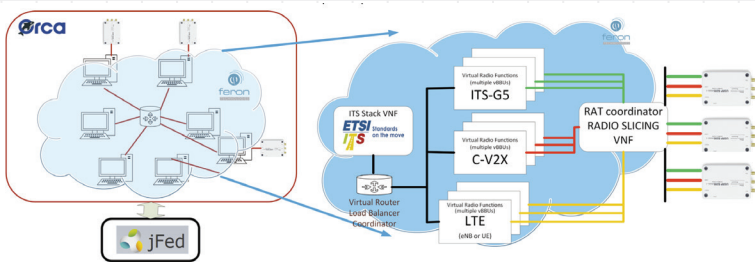 Orca
feron
jFed
feron
ITS Stack VNF
ETSI
ITS
Standards
on the move
Virtual Router
Load Balancer
Coordinator
Virtual Radio Functions
(multiple vBBUs)
ITS-G5
Virtual Radio Functions
(multiple vBBUs)
C-V2X
Virtual Radio Functions
(multiple vBBUs)
LTE
(eNB or UE)
RAT coordinator
RADIO SLICING
VNF